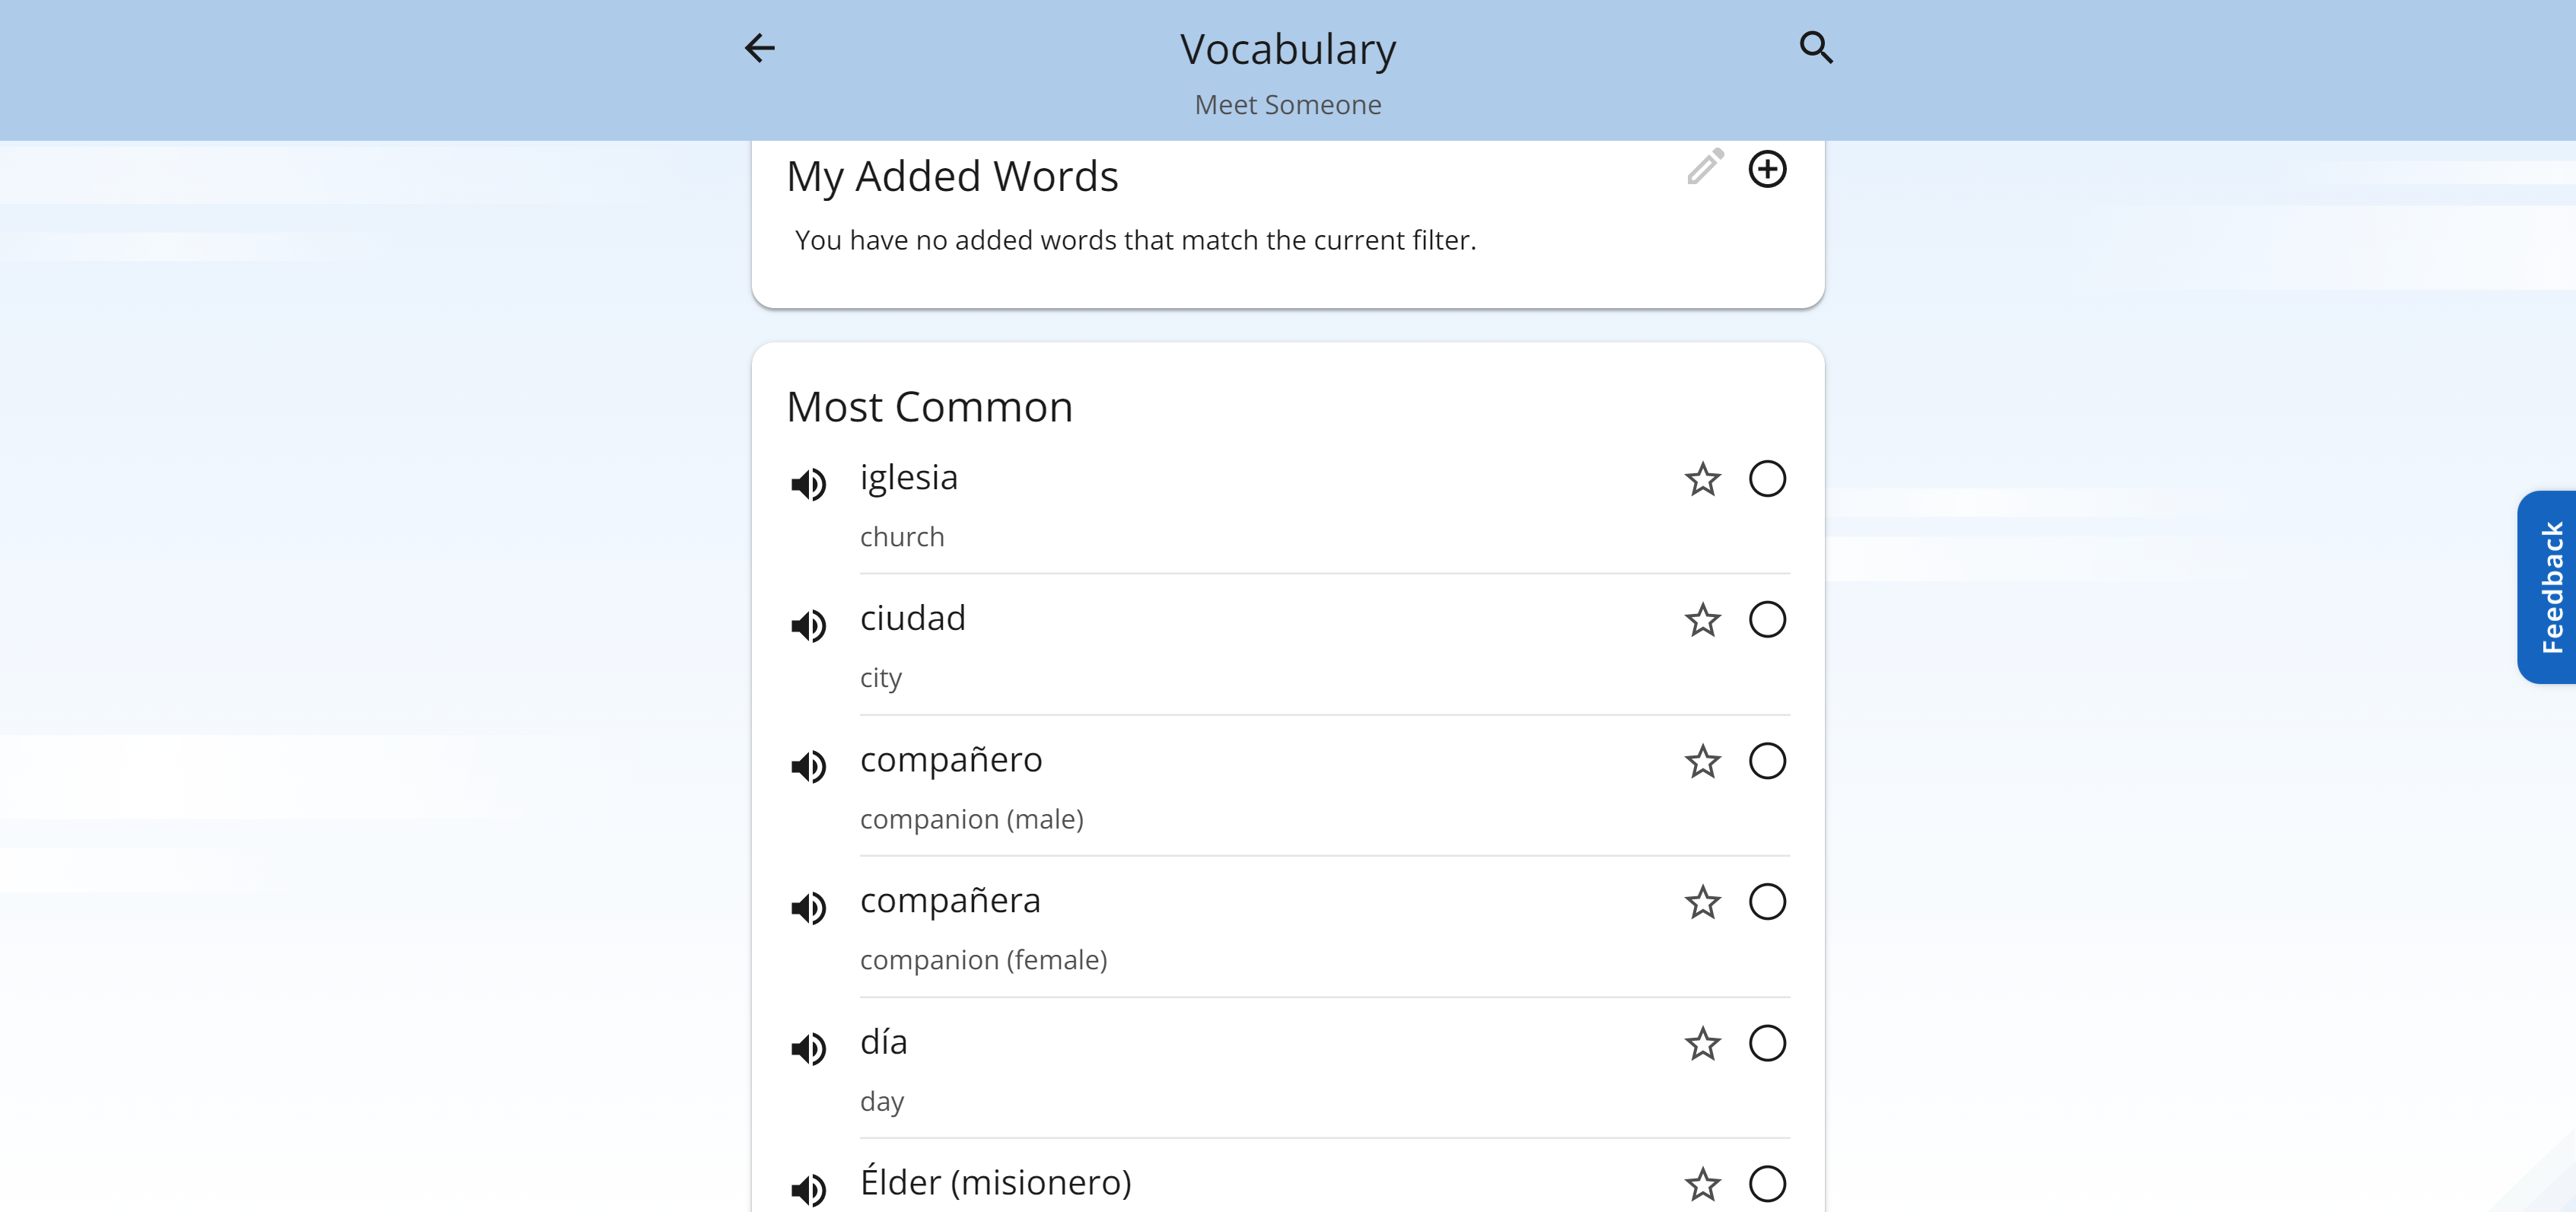 Vocabulary
Meet Someone
My Added Words
You have no added words that match the current filter.
Most Common
iglesia
church
ciudad
city
compañero
companion (male)
compañera
companion (female)
día
day
Élder (misionero)
Feedback